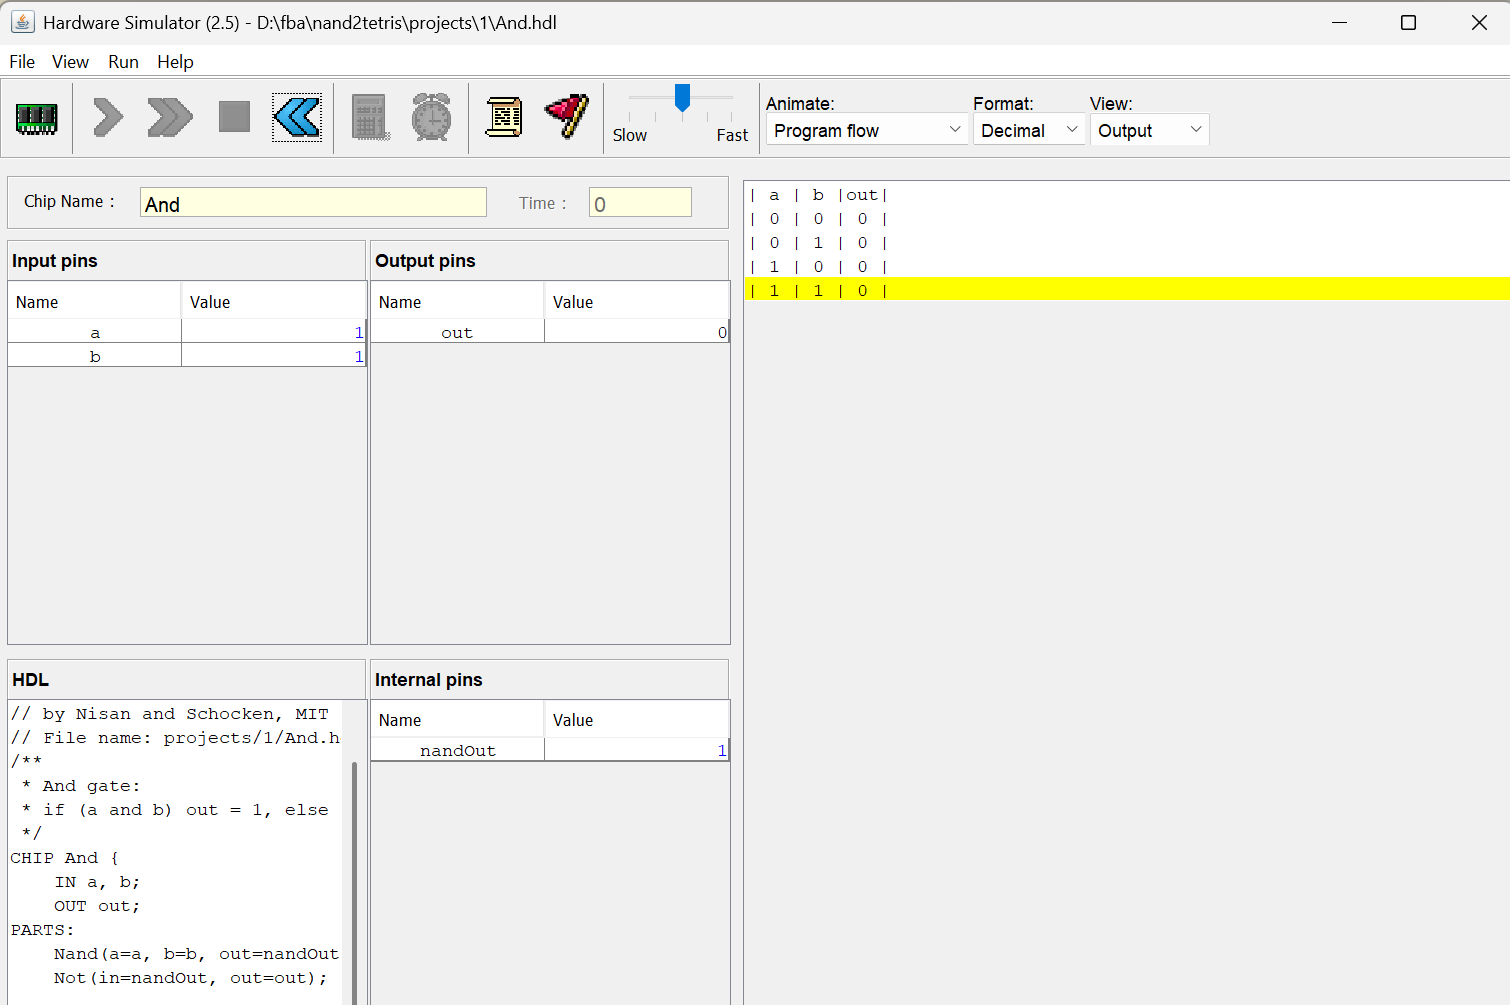 Hardware Simulator (2.5) - D:\fba\nand2tetris\projects\1\And.hdl
File View Run Help
Slow Fast
Animate: Format: View:
Program flow Decimal Output
Chip Name : And Time : 0
Input pins
Name Value
a 1
b 1
Output pins
Name Value
out 0
| a | b |out|
| 0 | 0 | 0 |
| 0 | 1 | 0 |
| 1 | 0 | 0 |
| 1 | 1 | 0 |
HDL
// by Nisan and Schocken, MIT
// File name: projects/1/And.h
/**
* And gate:
* if (a and b) out = 1, else
*/
CHIP And {
IN a, b;
OUT out;
PARTS:
Nand(a=a, b=b, out=nandOut
Not(in=nandOut, out=out);
Internal pins
Name Value
nandOut 1